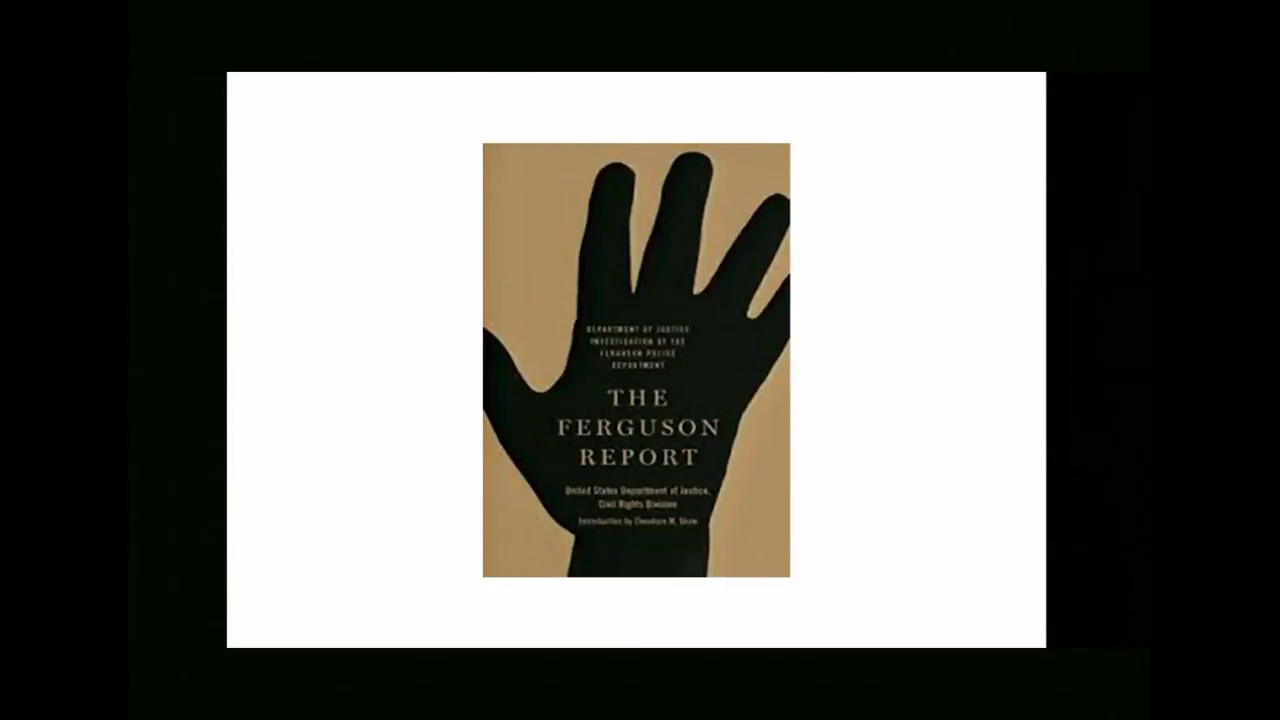 DEPARTMENT OF JUSTICE
INVESTIGATION OF THE
FERGUSON POLICE
DEPARTMENT
THE
FERGUSON
REPORT
United States Department of Justice,
Civil Rights Division
Introduction by Theodore M. Shaw